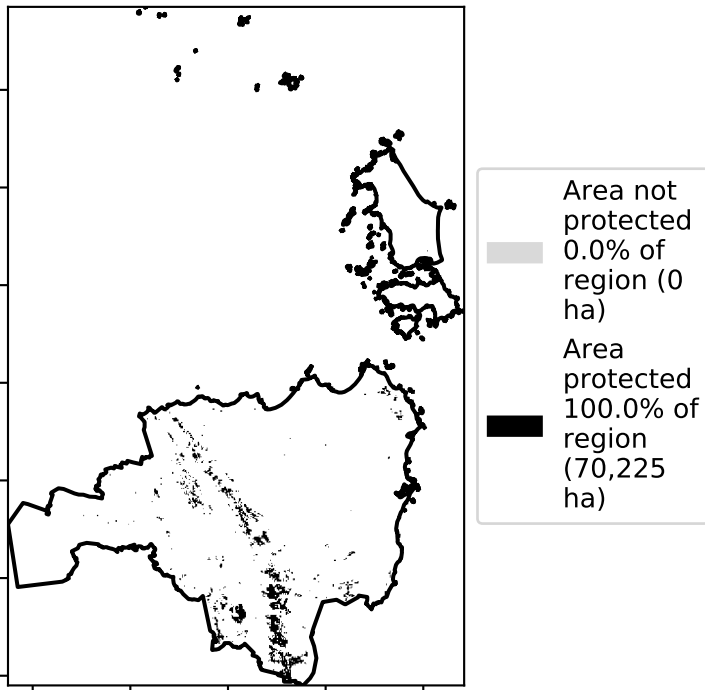 Area not
protected
0.0% of
region (0
ha)
Area
protected
100.0% of
region
(70,225
ha)